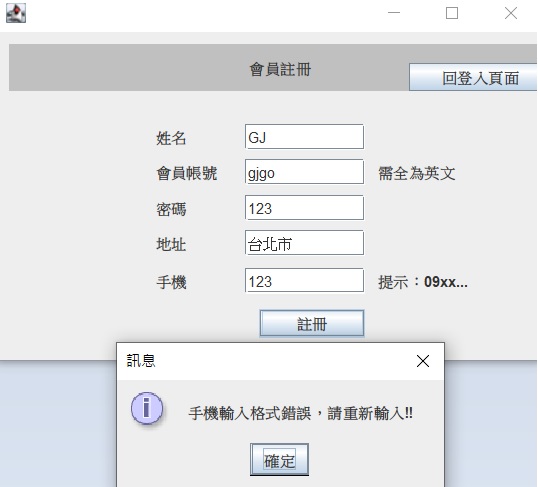 會員註冊
回登入頁面
姓名 GJ
會員帳號 gjgo 需全為英文
密碼 123
地址 台北市
手機 123 提示：09xx...
註冊
訊息
手機輸入格式錯誤，請重新輸入!!
確定